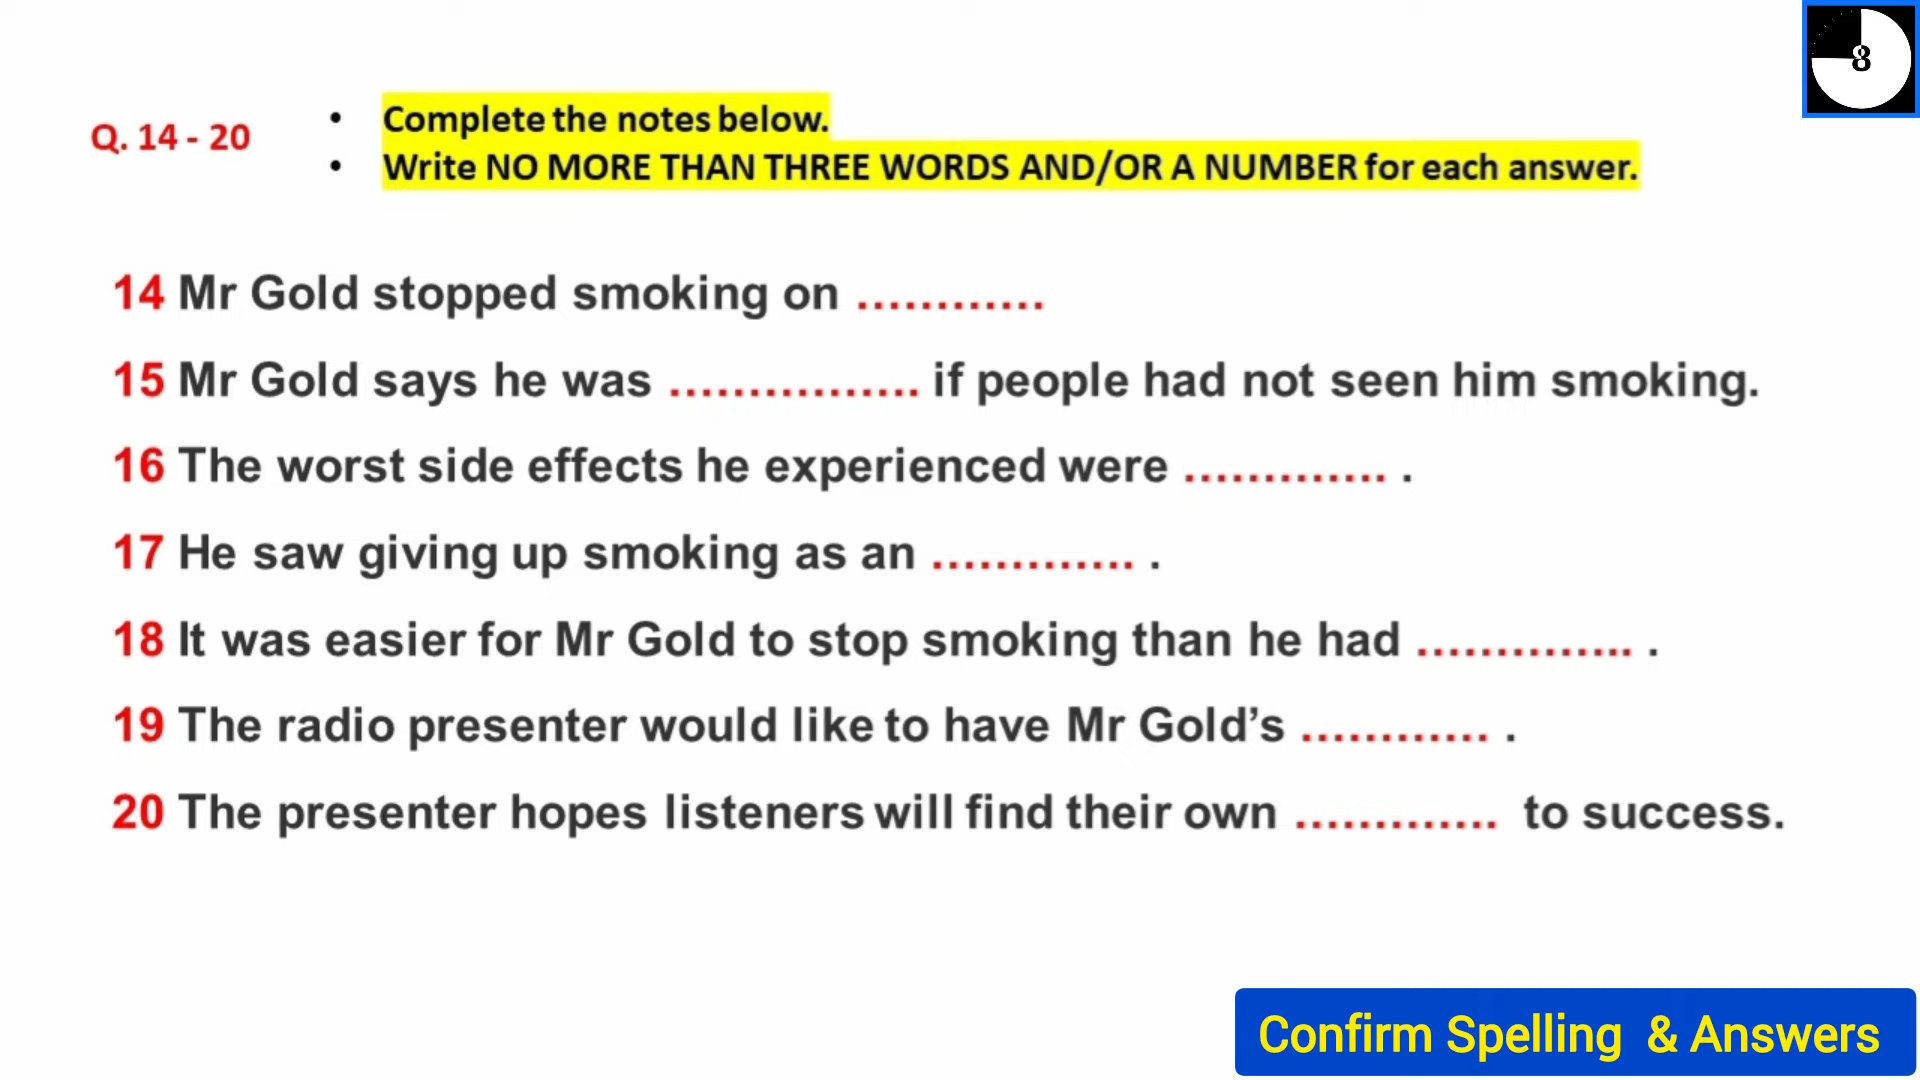 8
Q. 14 - 20
• Complete the notes below.
• Write NO MORE THAN THREE WORDS AND/OR A NUMBER for each answer.
14 Mr Gold stopped smoking on …………
15 Mr Gold says he was ……………. if people had not seen him smoking.
16 The worst side effects he experienced were …………. .
17 He saw giving up smoking as an …………. .
18 It was easier for Mr Gold to stop smoking than he had ………….. .
19 The radio presenter would like to have Mr Gold’s ………… .
20 The presenter hopes listeners will find their own …………. to success.
Confirm Spelling & Answers